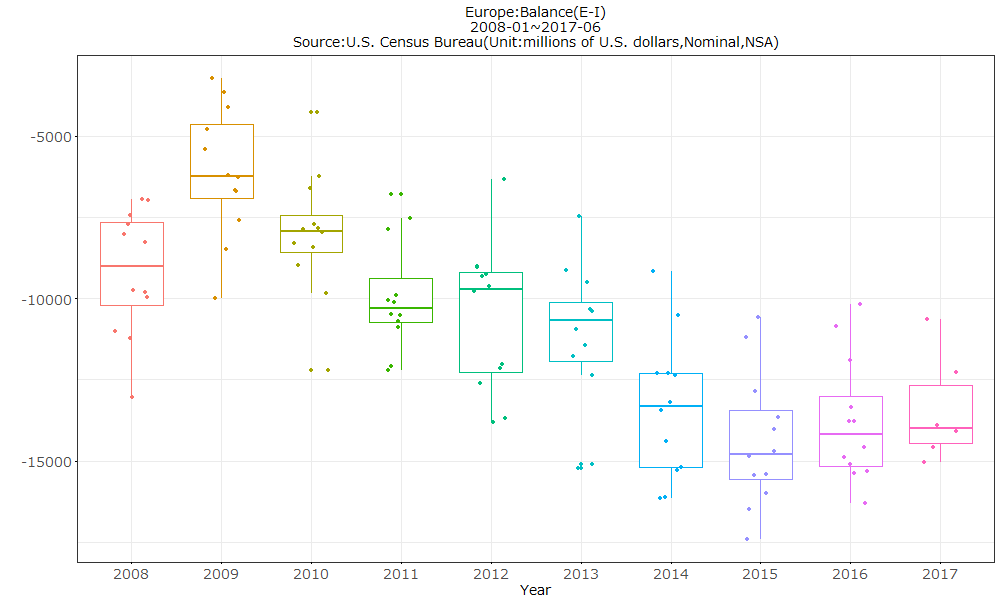 Europe:Balance(E-I)
2008-01~2017-06
Source:U.S. Census Bureau(Unit:millions of U.S. dollars,Nominal,NSA)
-5000
-10000
-15000
2008 2009 2010 2011 2012 2013 2014 2015 2016 2017
Year